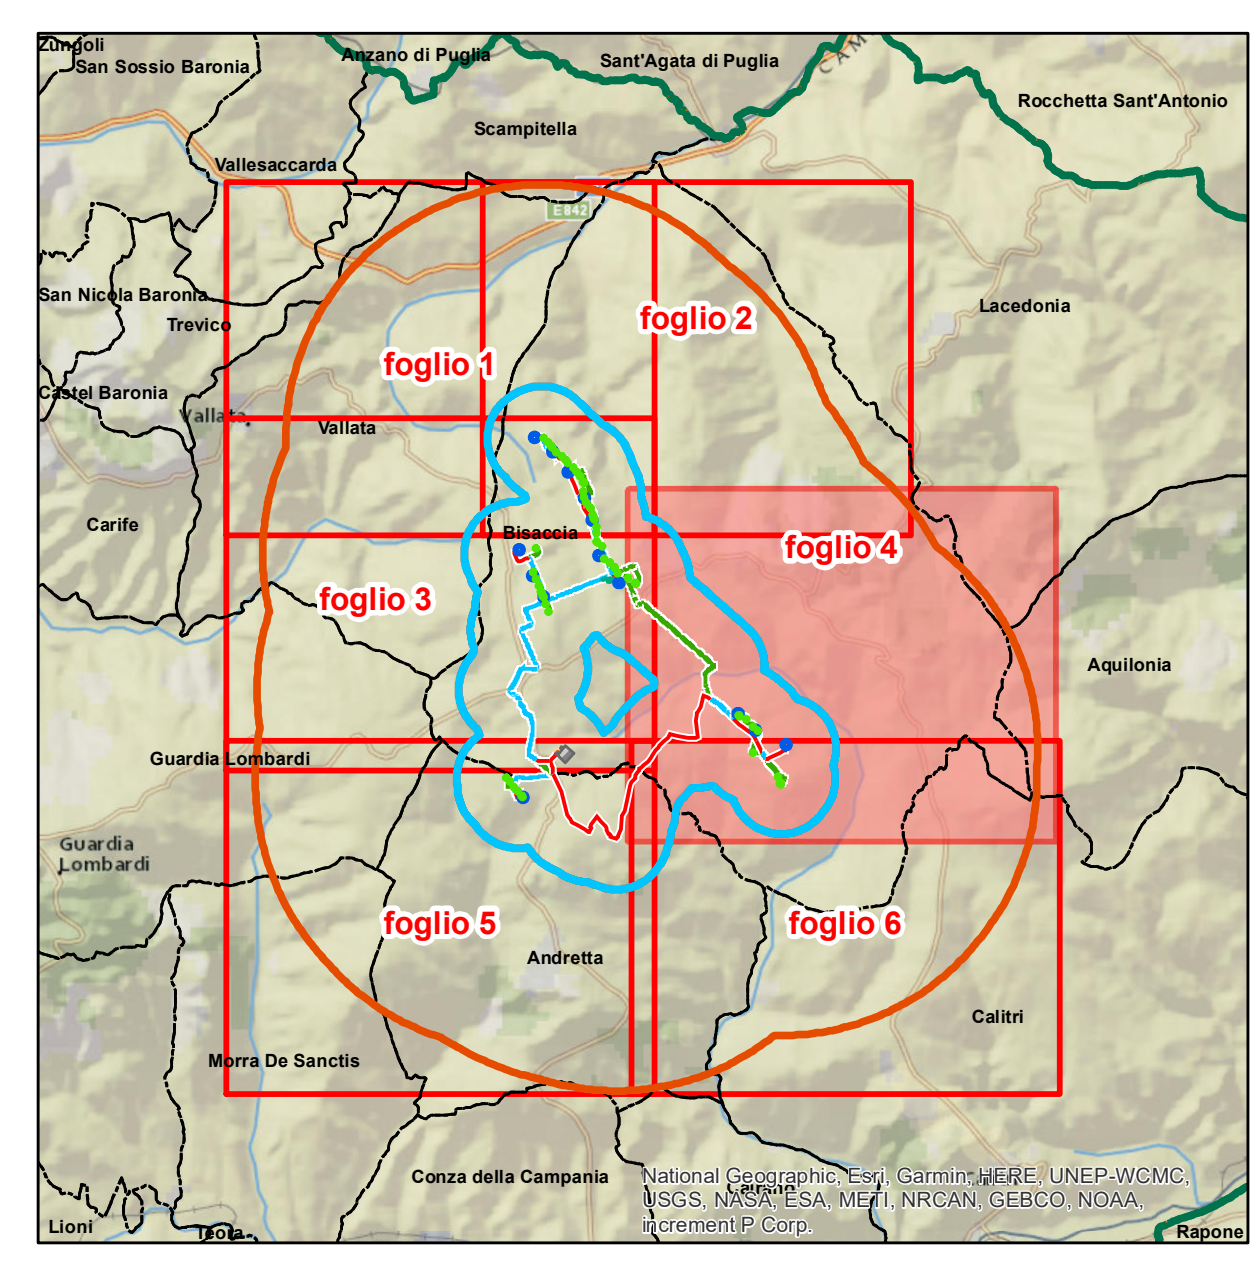 Zungoli
San Sossio Baronia
Anzano di Puglia
Sant'Agata di Puglia
CAM
Rocchetta Sant'Antonio
Scampitella
Vallesaccarda
E842
San Nicola Baronia
Trevico
foglio 2
Lacedonia
foglio 1
Castel Baronia
Vallata
Vallata
Carife
Bisaccia
foglio 4
foglio 3
Aquilonia
Guardia Lombardi
Guardia
Lombardi
foglio 5
foglio 6
Andretta
Calitri
Morra De Sanctis
Conza della Campania
National Geographic, Esri, Garmin, HERE, UNEP-WCMC,
USGS, NASA, ESA, METI, NRCAN, GEBCO, NOAA,
increment P Corp.
Cairano
Lioni
Teora
Rapone